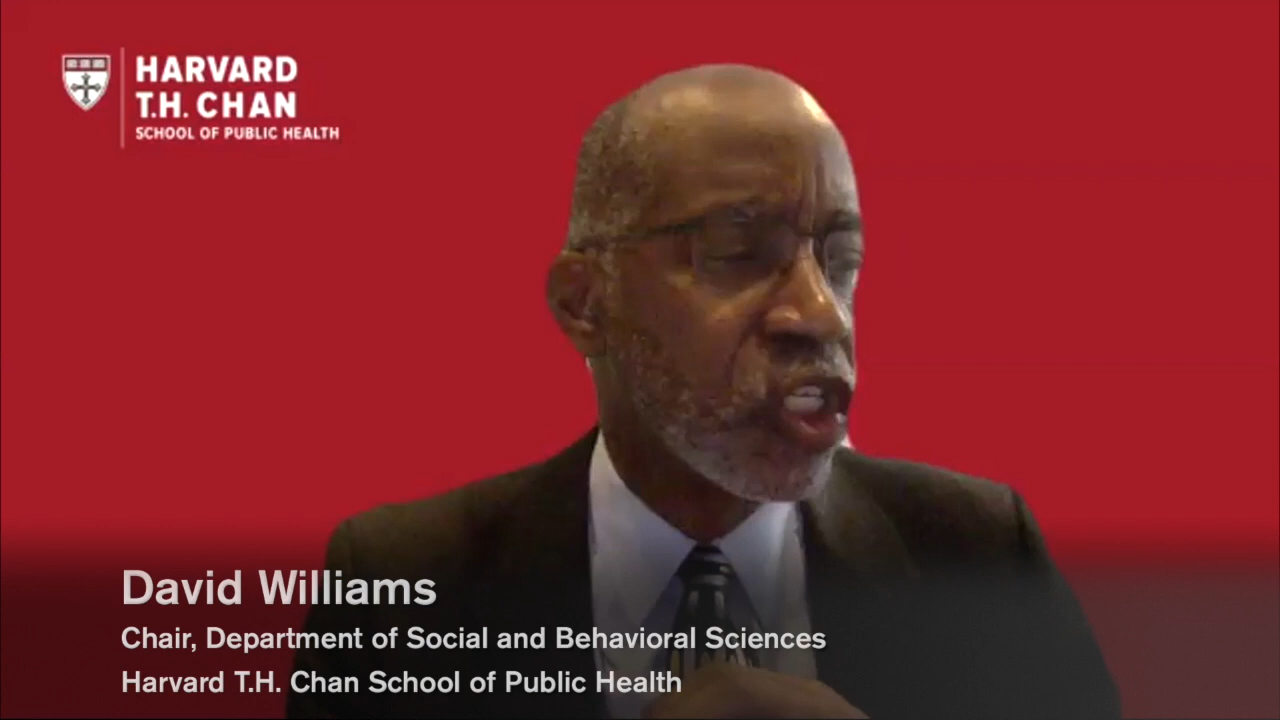 HARVARD
T.H. CHAN
SCHOOL OF PUBLIC HEALTH
David Williams
Chair, Department of Social and Behavioral Sciences
Harvard T.H. Chan School of Public Health